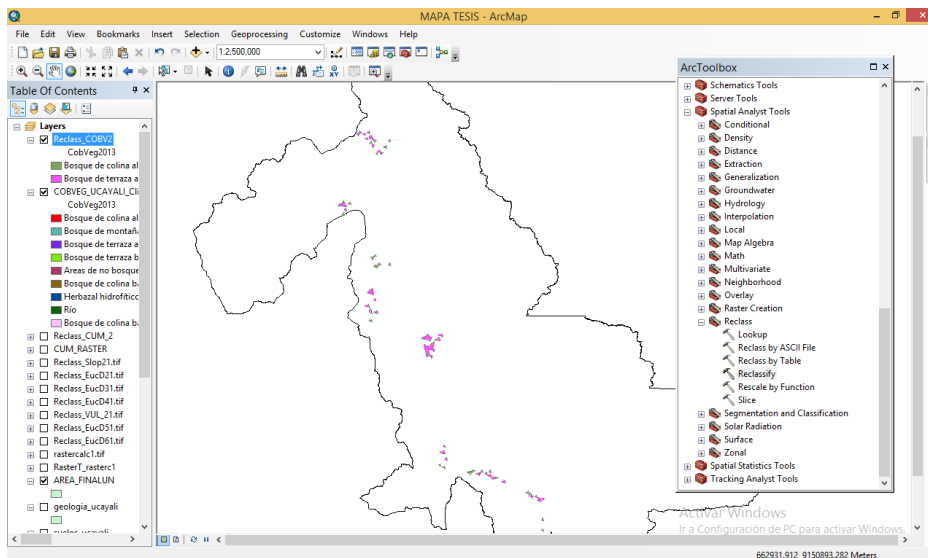 MAPA TESIS - ArcMap
File Edit View Bookmarks Insert Selection Geoprocessing Customize Windows Help
1:2,500,000
Table Of Contents
Layers
Reclass_COBV2
CobVeg2013
Bosque de colina al
Bosque de terraza a
COBVEG_UCAYALI_Cli
CobVeg2013
Bosque de colina al
Bosque de montañ
Bosque de terraza a
Bosque de terraza b
Areas de no bosque
Bosque de colina ba
Herbazal hidrofític
Río
Bosque de colina ba
Reclass_CUM_2
CUM_RASTER
Reclass_Slop21.tif
Reclass_EucD21.tif
Reclass_EucD31.tif
Reclass_EucD41.tif
Reclass_VUL_21.tif
Reclass_EucD51.tif
Reclass_EucD61.tif
rastercalc1.tif
RasterT_rasterc1
AREA_FINALUN
geologia_ucayali
ArcToolbox
Schematics Tools
Server Tools
Spatial Analyst Tools
Conditional
Density
Distance
Extraction
Generalization
Groundwater
Hydrology
Interpolation
Local
Map Algebra
Math
Multivariate
Neighborhood
Overlay
Raster Creation
Reclass
Lookup
Reclass by ASCII File
Reclass by Table
Reclassify
Rescale by Function
Slice
Segmentation and Classification
Solar Radiation
Surface
Zonal
Spatial Statistics Tools
Tracking Analyst Tools
Activar Windows
Ir a Configuración de PC para activar Windows.
662931.912 9150893.282 Meters